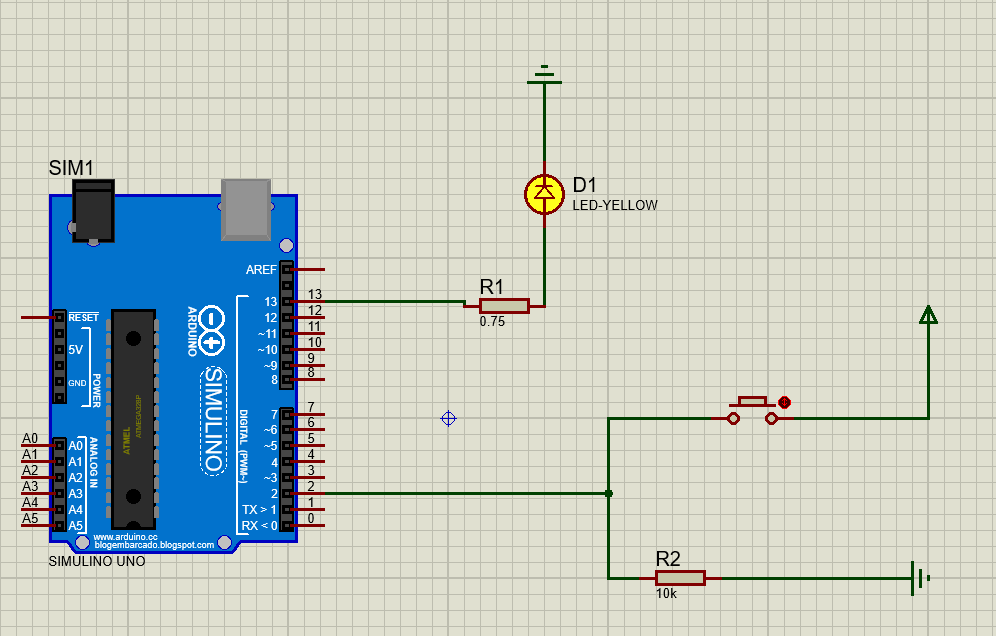 SIM1
D1
LED-YELLOW
R1
0.75
AREF
13
13
12
12
~11
11
~10
10
~9
9
8
8
7
7
~6
6
~5
5
4
4
~3
3
2
2
TX > 1
1
RX < 0
0
RESET
5V
GND
POWER
A0
A0
A1
A1
A2
A2
A3
A3
A4
A4
A5
A5
ANALOG IN
ATMEL
ATMEGA328P
ARDUINO
SIMULINO
DIGITAL (PWM~)
www.arduino.cc
blogembarcado.blogspot.com
SIMULINO UNO
R2
10k